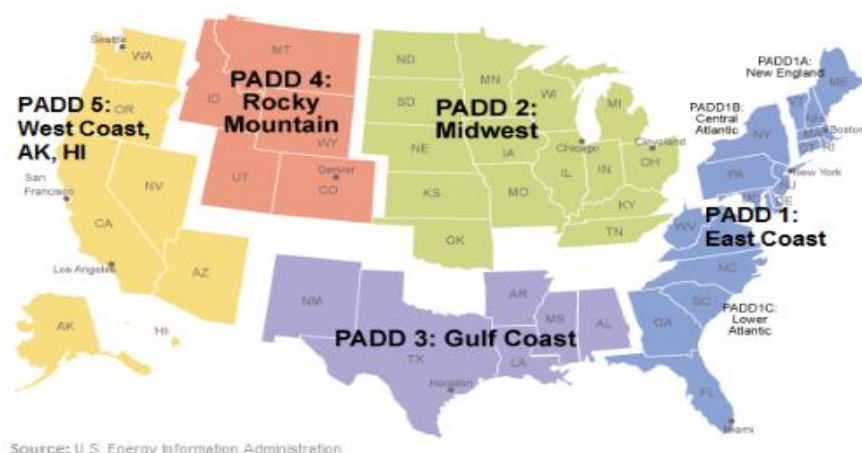 Seattle
WA
OR
PADD 5:
West Coast,
AK, HI
San
Francisco
NV
CA
Los Angeles
AZ
AK
HI
MT
ID
PADD 4:
Rocky
Mountain
WY
UT
Denver
CO
ND
MN
SD
WI
MI
PADD 2:
Midwest
NE
IA
Chicago
Cleveland
IL
IN
OH
KS
MO
KY
OK
TN
PADD1A:
New England
ME
VT
NH
PADD1B:
Central
Atlantic
NY
MA
Boston
CT
RI
PA
New York
NJ
MD
DE
PADD 1:
East Coast
WV
NC
SC
PADD1C:
Lower
Atlantic
GA
FL
Miami
NM
AR
MS
AL
PADD 3: Gulf Coast
TX
LA
Houston
Source: U.S. Energy Information Administration